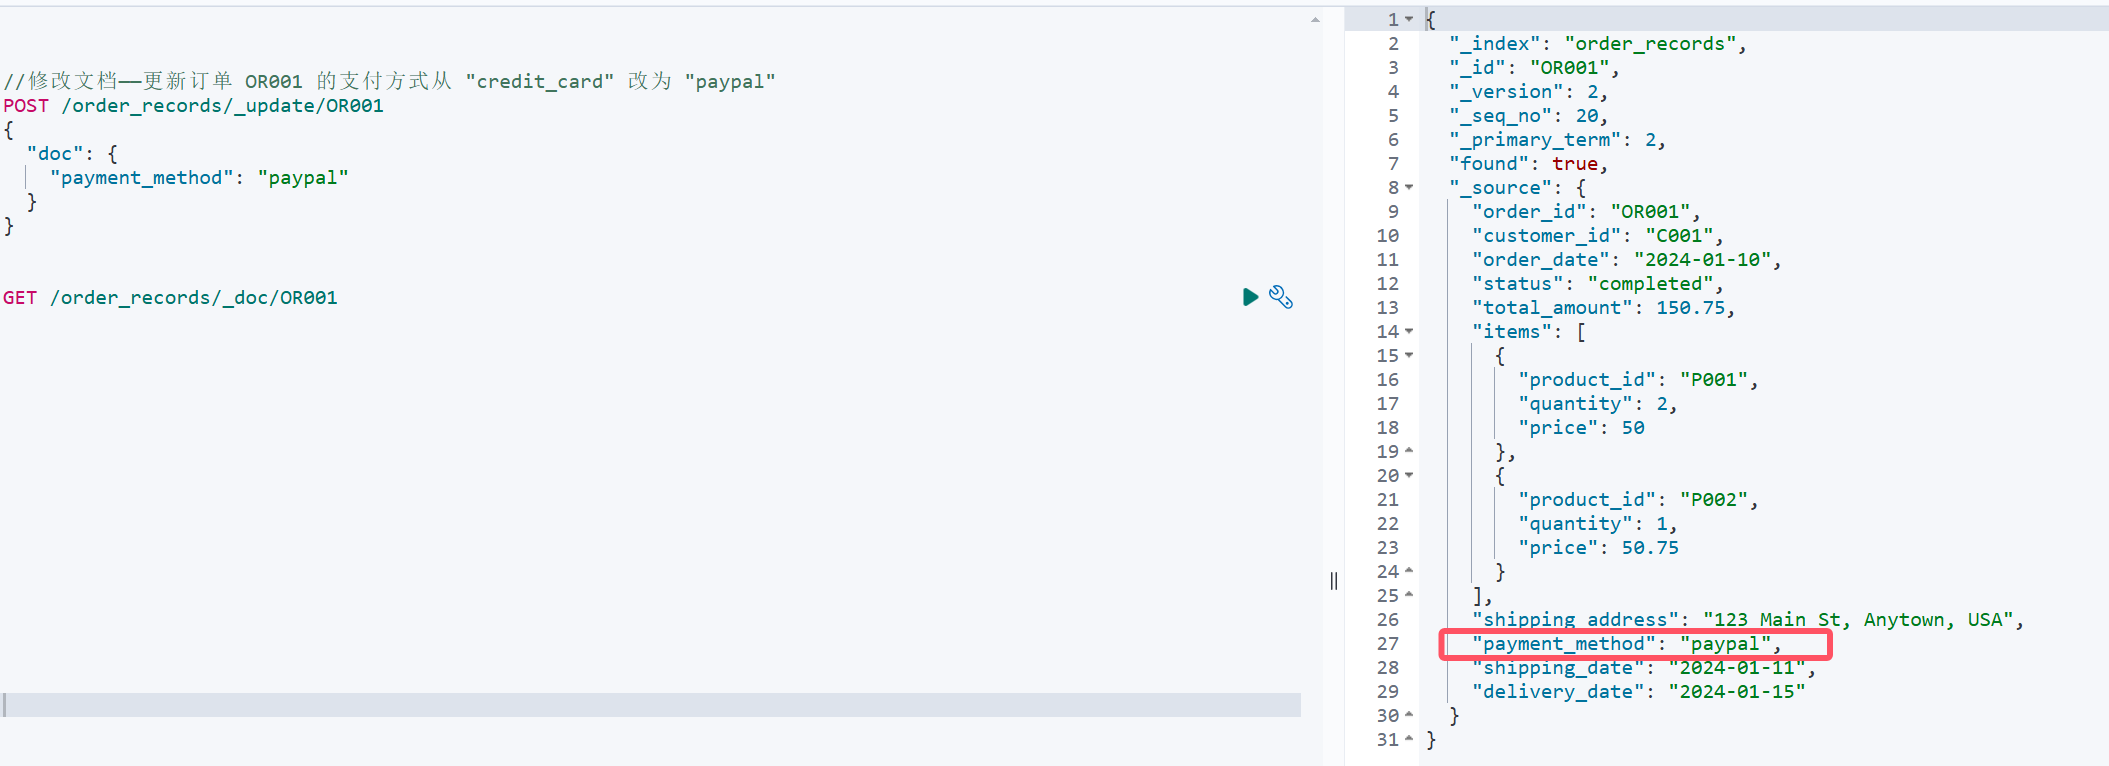 //修改文档——更新订单 OR001 的支付方式从 "credit_card" 改为 "paypal"
POST /order_records/_update/OR001
{
  "doc": {
    "payment_method": "paypal"
  }
}
GET /order_records/_doc/OR001
1 {
2   "_index": "order_records",
3   "_id": "OR001",
4   "_version": 2,
5   "_seq_no": 20,
6   "_primary_term": 2,
7   "found": true,
8   "_source": {
9     "order_id": "OR001",
10     "customer_id": "C001",
11     "order_date": "2024-01-10",
12     "status": "completed",
13     "total_amount": 150.75,
14     "items": [
15       {
16         "product_id": "P001",
17         "quantity": 2,
18         "price": 50
19       },
20       {
21         "product_id": "P002",
22         "quantity": 1,
23         "price": 50.75
24       }
25     ],
26     "shipping_address": "123 Main St, Anytown, USA",
27     "payment_method": "paypal",
28     "shipping_date": "2024-01-11",
29     "delivery_date": "2024-01-15"
30   }
31 }